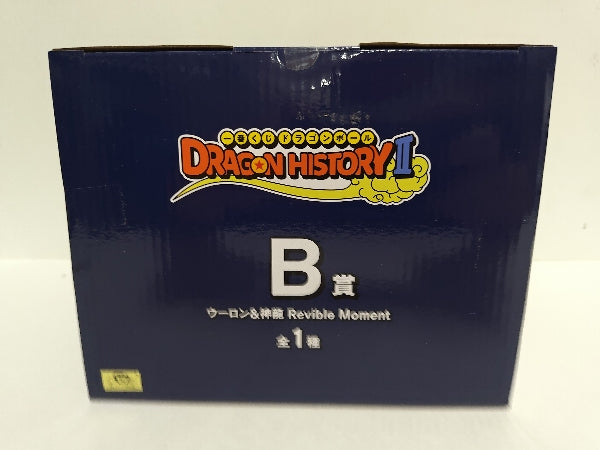 一番くじ ドラゴンボール
DRAGON HISTORY II
B賞
ウーロン&神龍 Revible Moment
全1種